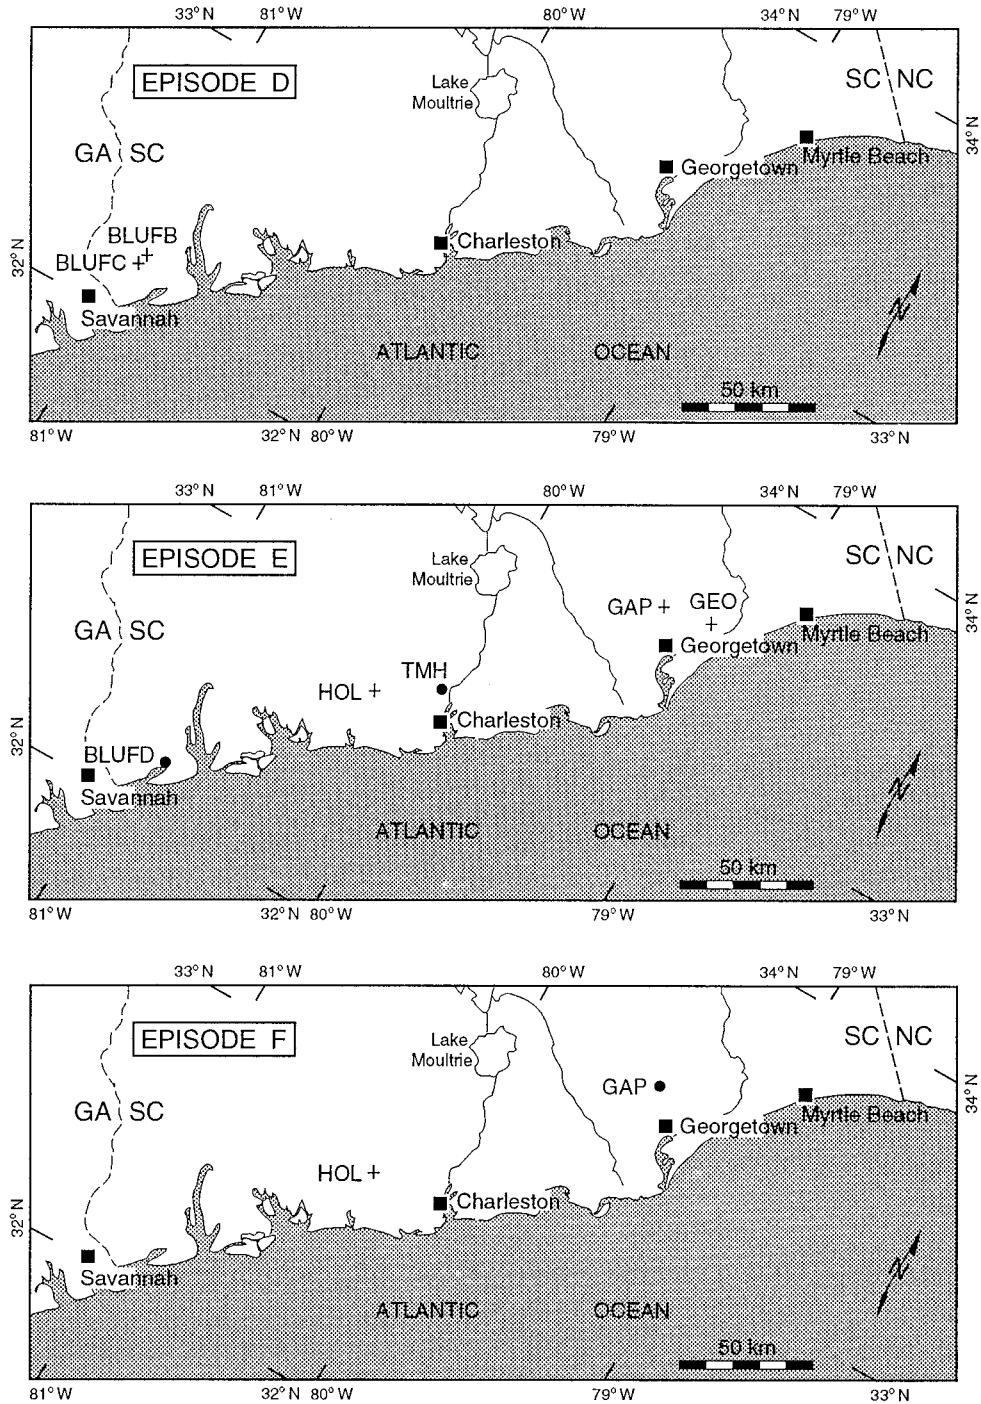 33° N 81° W 80° W 34° N 79° W
EPISODE D
Lake
Moultrie
SC NC
34° N
GA SC
Myrtle Beach
Georgetown
BLUFB
Charleston
32° N
BLUFC +
Savannah
N
ATLANTIC OCEAN
50 km
81° W 32° N 80° W 79° W 33° N
33° N 81° W 80° W 34° N 79° W
EPISODE E
Lake
Moultrie
SC NC
34° N
GAP + GEO
GA SC
Myrtle Beach
Georgetown
TMH
HOL +
Charleston
32° N
BLUFD
Savannah
N
ATLANTIC OCEAN
50 km
81° W 32° N 80° W 79° W 33° N
33° N 81° W 80° W 34° N 79° W
EPISODE F
Lake
Moultrie
SC NC
GAP
34° N
GA SC
Myrtle Beach
Georgetown
HOL +
Charleston
32° N
Savannah
N
ATLANTIC OCEAN
50 km
81° W 32° N 80° W 79° W 33° N